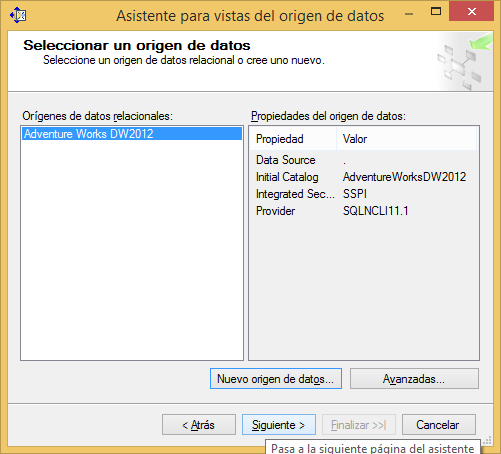 Asistente para vistas del origen de datos
Seleccionar un origen de datos
Seleccione un origen de datos relacional o cree uno nuevo.
Orígenes de datos relacionales:
Adventure Works DW2012
Propiedades del origen de datos:
Propiedad Valor
Data Source .
Initial Catalog AdventureWorksDW2012
Integrated Sec... SSPI
Provider SQLNCLI11.1
Nuevo origen de datos... Avanzadas...
< Atrás Siguiente > Finalizar >>| Cancelar
Pasa a la siguiente página del asistente